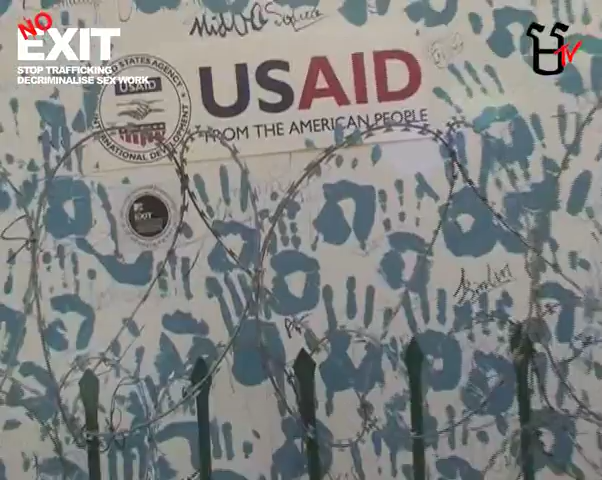 NO
EXIT
STOP TRAFFICKING
DECRIMINALISE SEX WORK
TV
UNITED STATES AGENCY
INTERNATIONAL DEVELOPMENT
USAID
USAID
FROM THE AMERICAN PEOPLE
EXIT